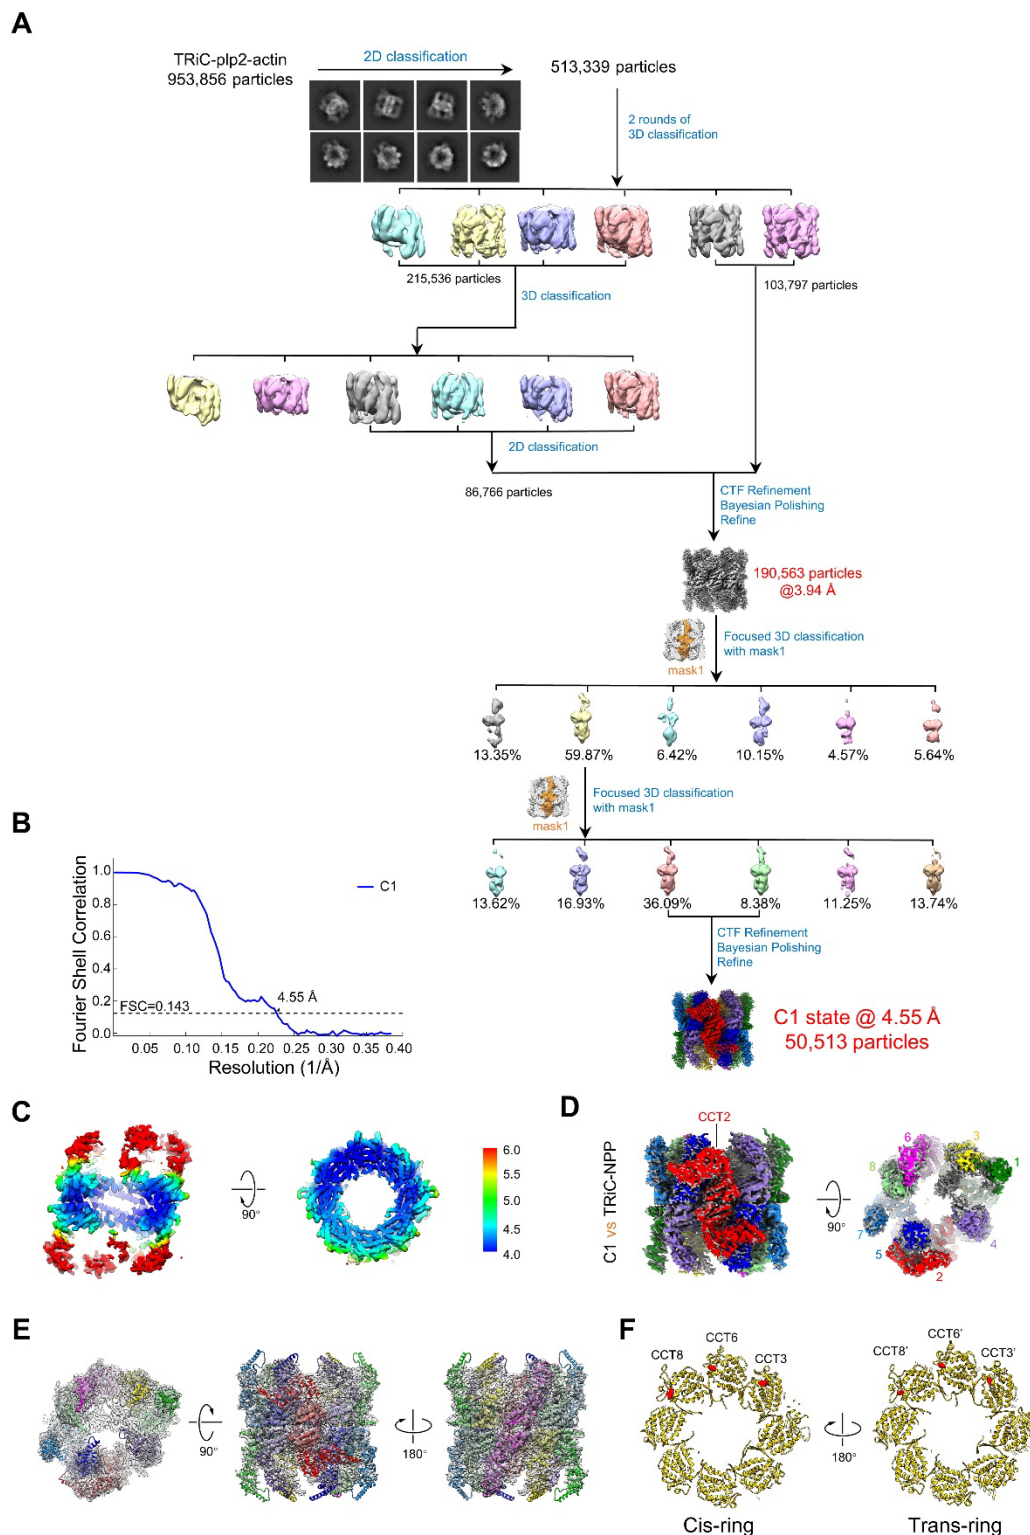 A
TRiC-plp2-actin
953,856 particles
2D classification
513,339 particles
2 rounds of
3D classification
215,536 particles
103,797 particles
3D classification
2D classification
86,766 particles
CTF Refinement
Bayesian Polishing
Refine
190,563 particles
@3.94 Å
mask1
Focused 3D classification
with mask1
13.35% 59.87% 6.42% 10.15% 4.57% 5.64%
mask1
Focused 3D classification
with mask1
13.62% 16.93% 36.09% 8.38% 11.25% 13.74%
CTF Refinement
Bayesian Polishing
Refine
C1 state @ 4.55 Å
50,513 particles
B
Fourier Shell Correlation
1.0
0.8
0.6
0.4
0.2
0.0
C1
4.55 Å
FSC=0.143
0.05 0.10 0.15 0.20 0.25 0.30 0.35 0.40
Resolution (1/Å)
C
90°
6.0
5.5
5.0
4.5
4.0
D
C1 vs TRiC-NPP
CCT2
90°
6
3
1
8
7
5
4
2
E
90°
180°
F
CCT6
CCT8
CCT3
180°
CCT6'
CCT8'
CCT3'
Cis-ring
Trans-ring